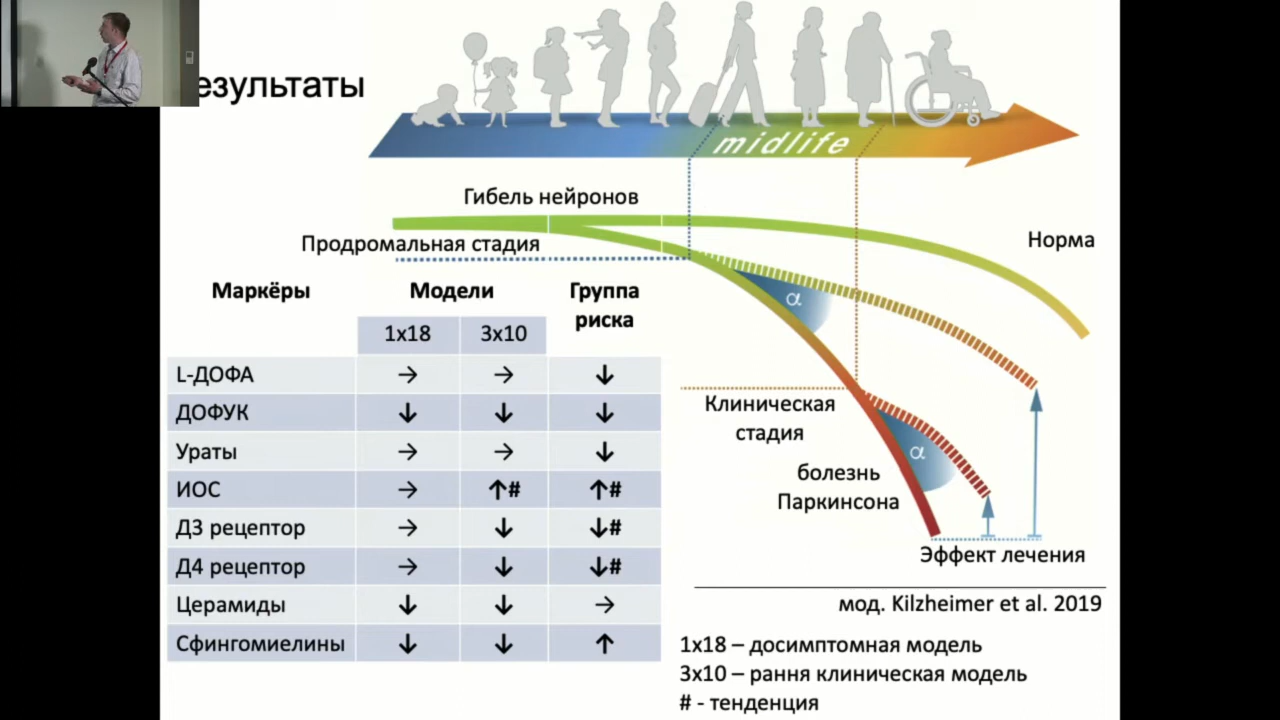 езультаты
midlife
Гибель нейронов
Продромальная стадия
Норма
α
Клиническая
стадия
α
болезнь
Паркинсона
Эффект лечения
мод. Kilzheimer et al. 2019
Маркёры Модели Группа
риска
1x18 3x10
L-ДОФА → → ↓
ДОФУК ↓ ↓ ↓
Ураты → → ↓
ИОС → ↑# ↑#
Д3 рецептор → ↓ ↓#
Д4 рецептор → ↓ ↓#
Церамиды ↓ ↓ →
Сфингомиелины ↓ ↓ ↑
1x18 – досимптомная модель
3x10 – рання клиническая модель
# - тенденция